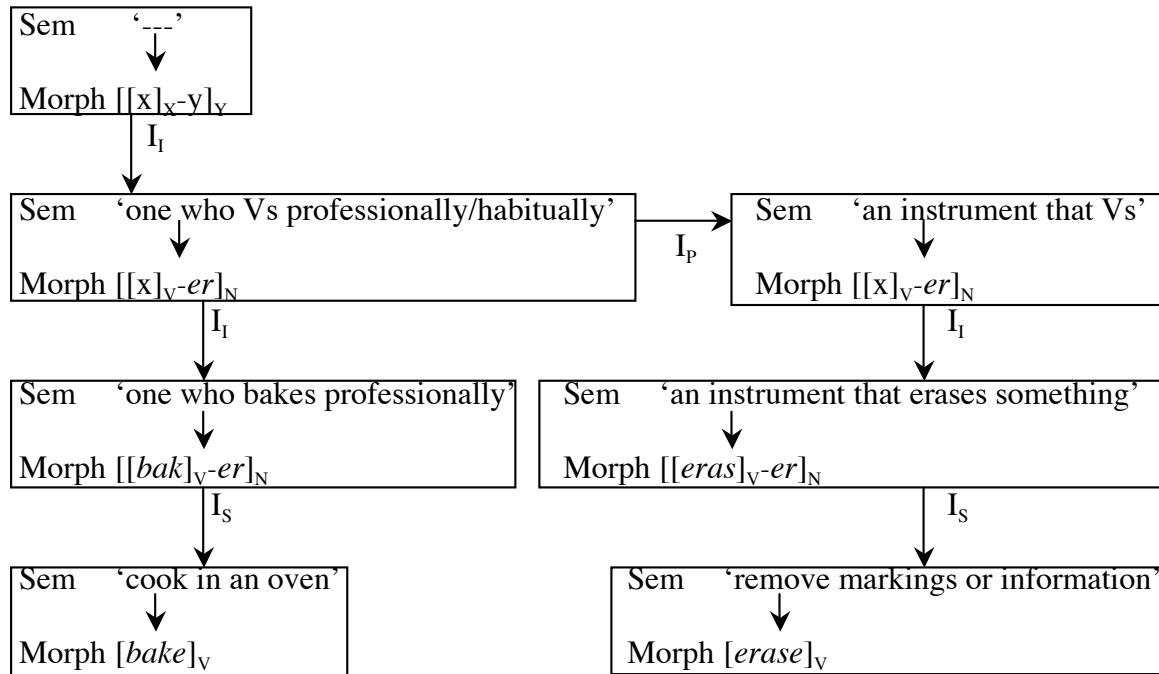 Sem ‘---’
Morph [[x]X-y]Y
II
Sem ‘one who Vs professionally/habitually’
Morph [[x]V-er]N
IP
Sem ‘an instrument that Vs’
Morph [[x]V-er]N
II
II
Sem ‘one who bakes professionally’
Morph [[bak]V-er]N
Sem ‘an instrument that erases something’
Morph [[eras]V-er]N
IS
IS
Sem ‘cook in an oven’
Morph [bake]V
Sem ‘remove markings or information’
Morph [erase]V